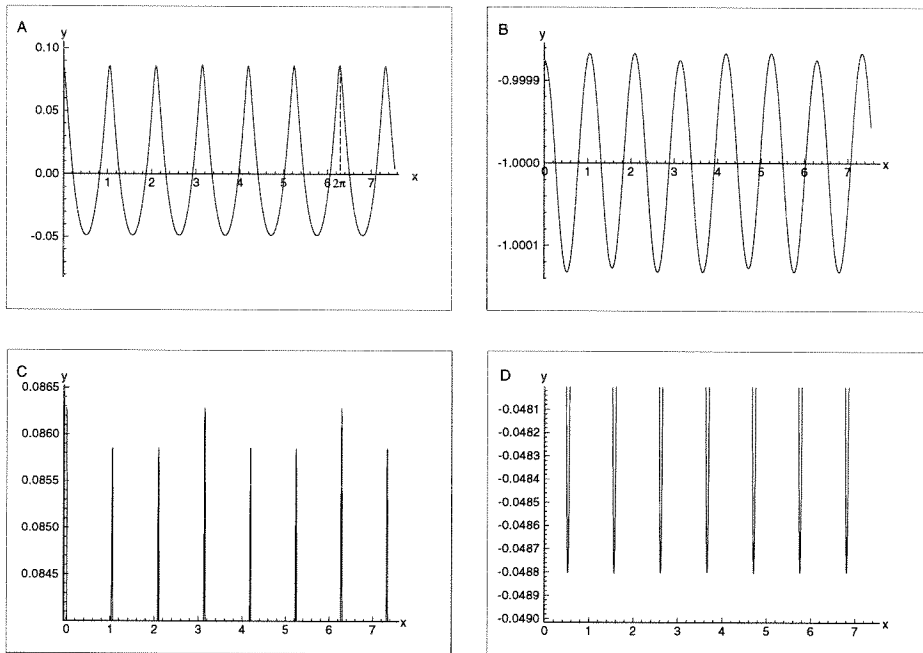 A
y
0.10
0.05
0.00
-0.05
1 2 3 4 5 6 2π 7
x
B
y
-0.9999
-1.0000
-1.0001
0 1 2 3 4 5 6 7
x
C
y
0.0865
0.0860
0.0855
0.0850
0.0845
0 1 2 3 4 5 6 7
x
D
y
-0.0481
-0.0482
-0.0483
-0.0484
-0.0485
-0.0486
-0.0487
-0.0488
-0.0489
-0.0490
0 1 2 3 4 5 6 7
x